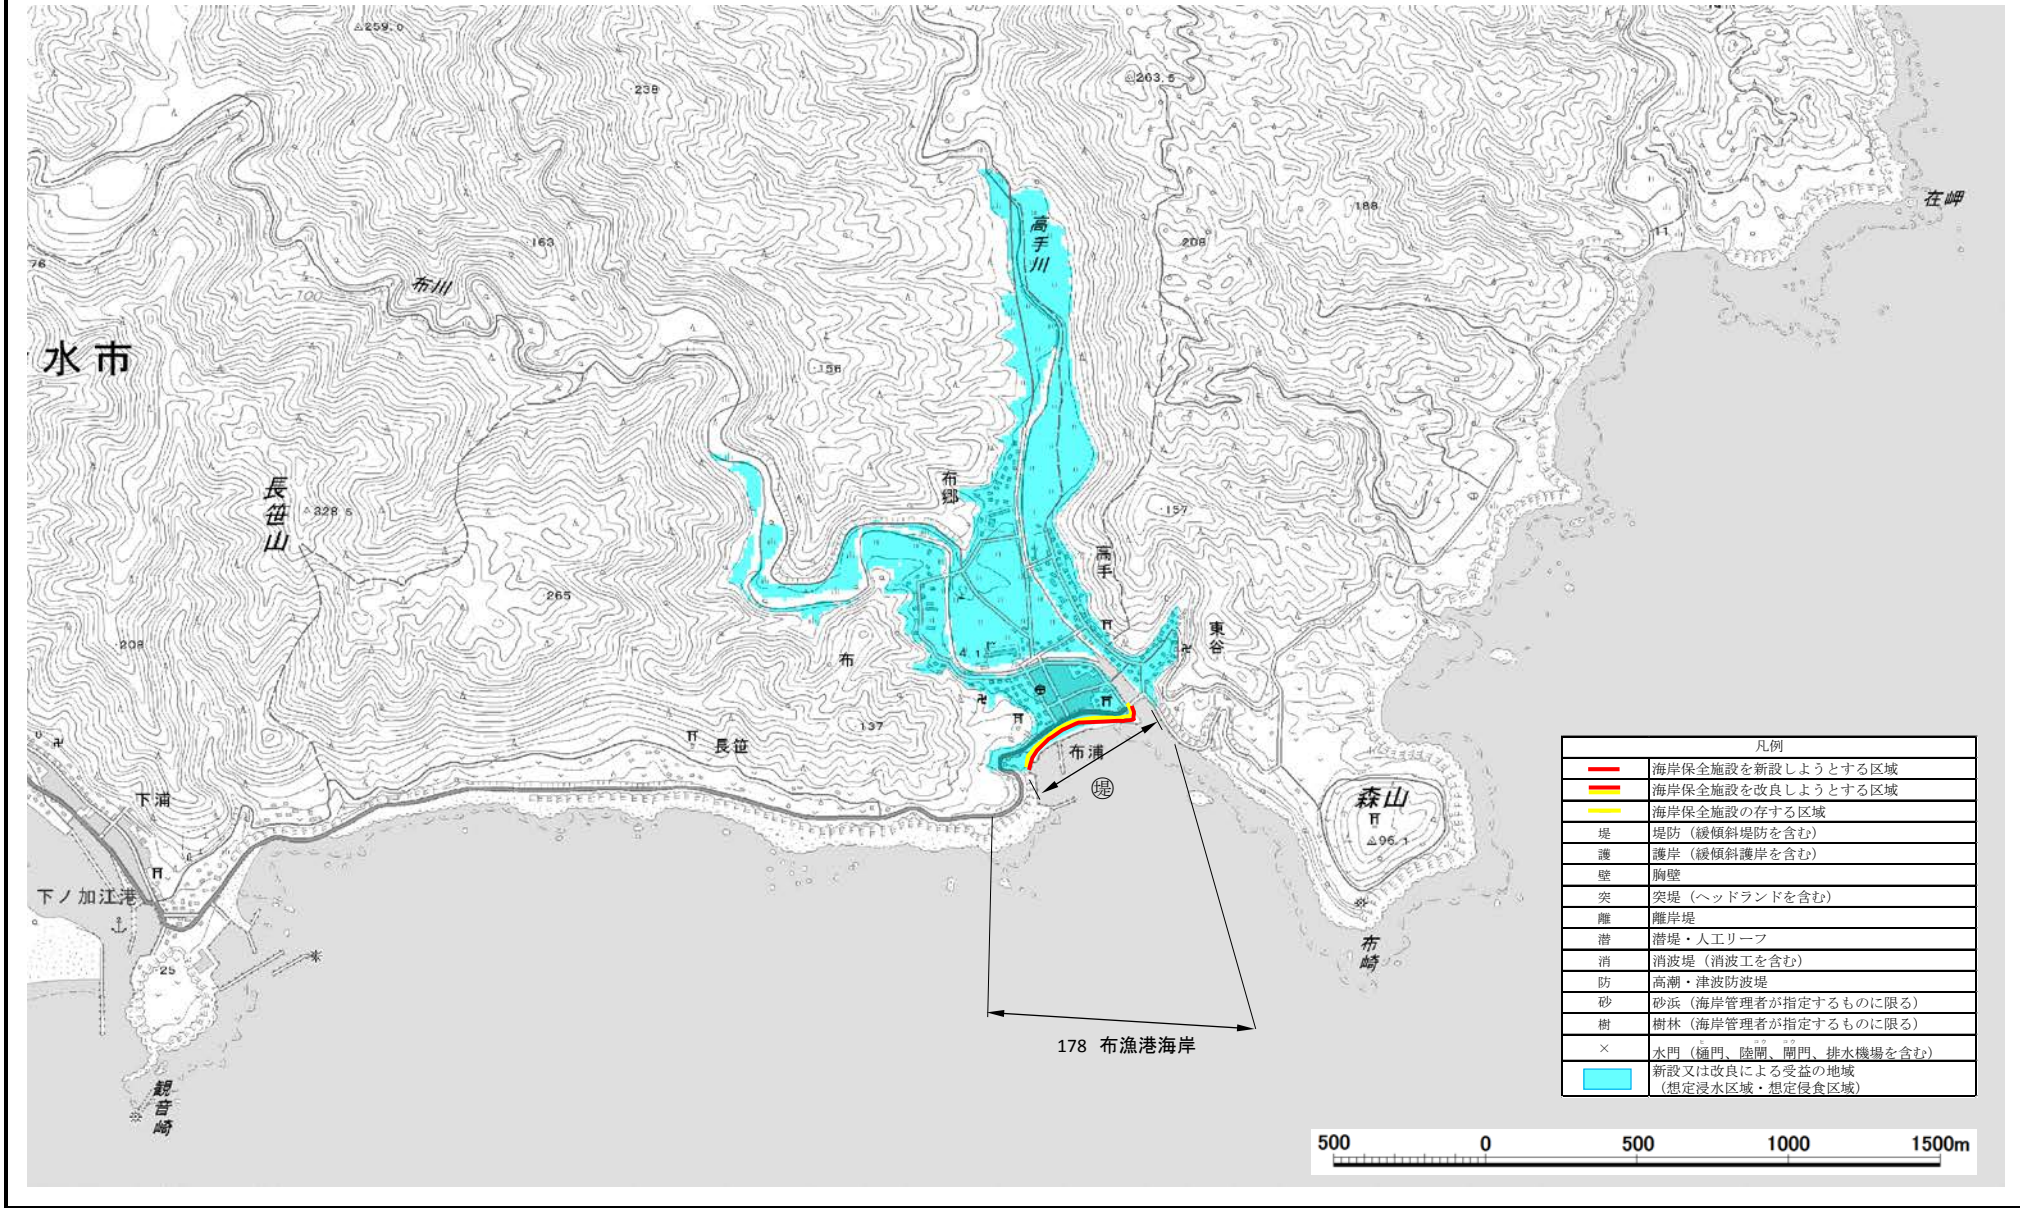 259.0
238
263.5
在岬
高手川
188
11
163
208
76
布川
100
水市
156
長笹山
328.5
布郷
157
高手
265
東谷
208
布
4.1
137
長笹
布浦
堤
下浦
森山
96.1
下ノ加江港
25
布崎
観音崎
178 布漁港海岸
凡例
海岸保全施設を新設しようとする区域
海岸保全施設を改良しようとする区域
海岸保全施設の存する区域
堤 堤防（緩傾斜堤防を含む）
護 護岸（緩傾斜護岸を含む）
壁 胸壁
突 突堤（ヘッドランドを含む）
離 離岸堤
潜 潜堤・人工リーフ
消 消波堤（消波工を含む）
防 高潮・津波防波堤
砂 砂浜（海岸管理者が指定するものに限る）
樹 樹林（海岸管理者が指定するものに限る）
× 水門（樋門、陸閘、閘門、排水機場を含む）
新設又は改良による受益の地域
（想定浸水区域・想定侵食区域）
500 0 500 1000 1500m